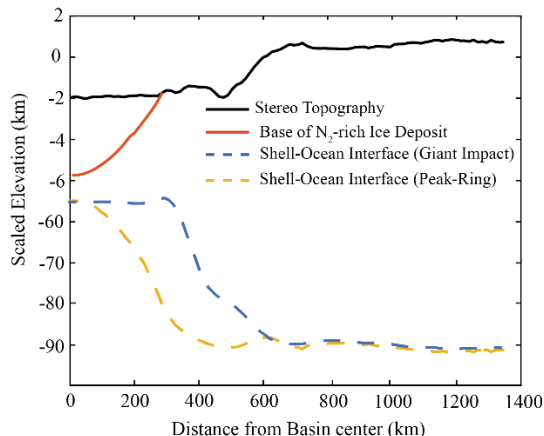 2
0
-2
-4
-6
-60
-70
-80
-90
Scaled Elevation (km)
Stereo Topography
Base of N₂-rich Ice Deposit
Shell-Ocean Interface (Giant Impact)
Shell-Ocean Interface (Peak-Ring)
0 200 400 600 800 1000 1200 1400
Distance from Basin center (km)